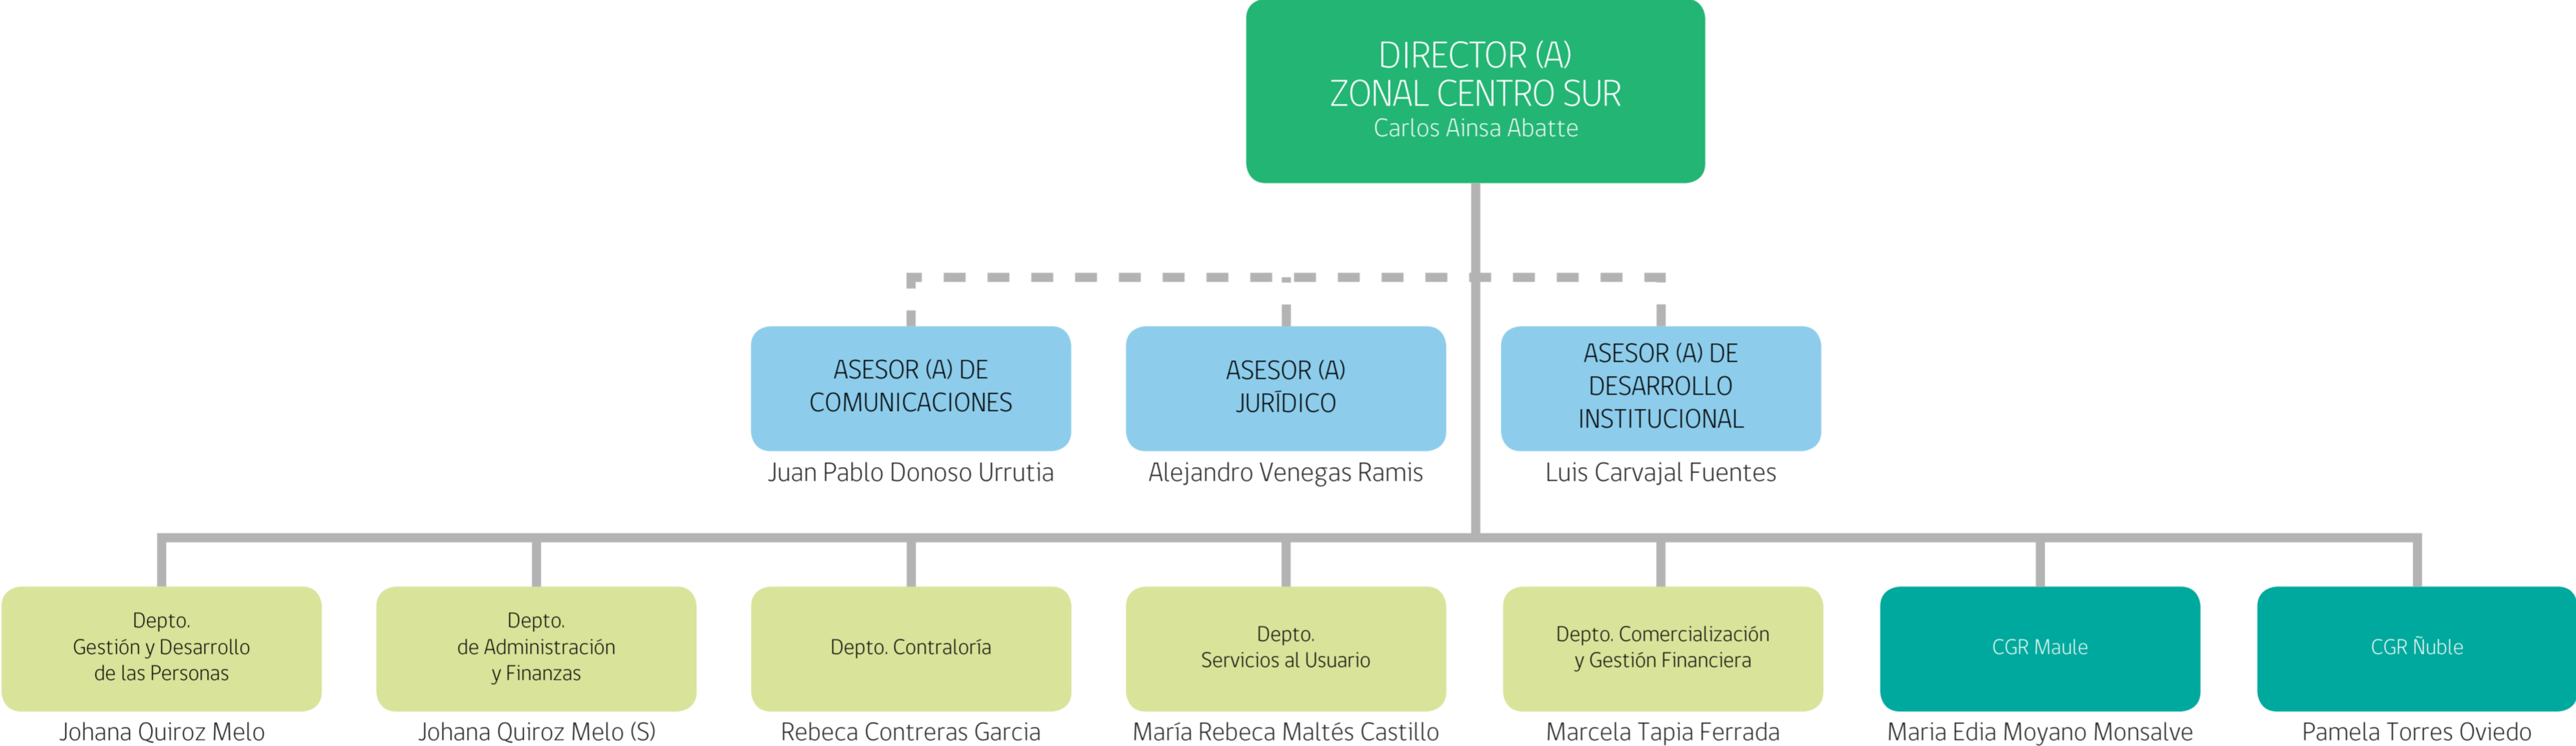 DIRECTOR (A)
ZONAL CENTRO SUR
Carlos Ainsa Abatte
ASESOR (A) DE
COMUNICACIONES
Juan Pablo Donoso Urrutia
ASESOR (A)
JURÍDICO
Alejandro Venegas Ramis
ASESOR (A) DE
DESARROLLO
INSTITUCIONAL
Luis Carvajal Fuentes
Depto.
Gestión y Desarrollo
de las Personas
Johana Quiroz Melo
Depto.
de Administración
y Finanzas
Johana Quiroz Melo (S)
Depto. Contraloría
Rebeca Contreras Garcia
Depto.
Servicios al Usuario
María Rebeca Maltés Castillo
Depto. Comercialización
y Gestión Financiera
Marcela Tapia Ferrada
CGR Maule
Maria Edia Moyano Monsalve
CGR Ñuble
Pamela Torres Oviedo